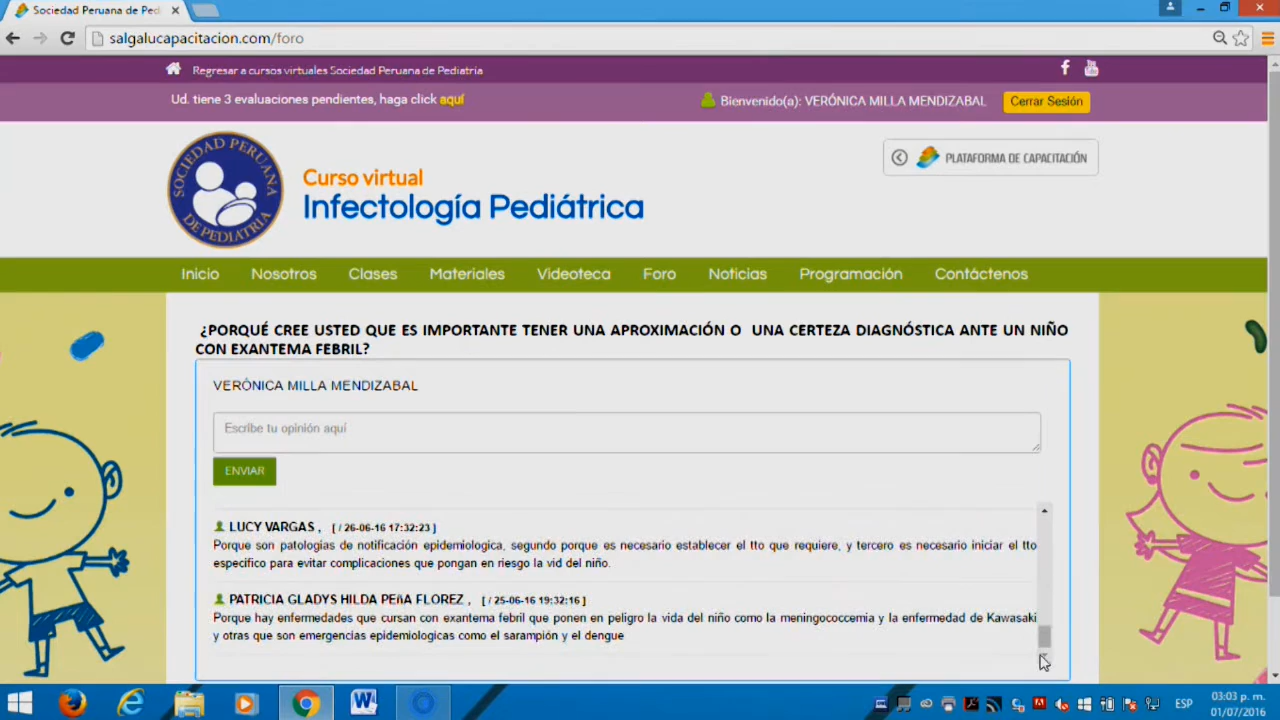 Sociedad Peruana de Ped
salgalucapacitacion.com/foro
Regresar a cursos virtuales Sociedad Peruana de Pediatría
Ud. tiene 3 evaluaciones pendientes, haga click aquí
Bienvenido(a): VERÓNICA MILLA MENDIZABAL
Cerrar Sesión
SOCIEDAD PERUANA DE PEDIATRIA
Curso virtual
Infectología Pediátrica
PLATAFORMA DE CAPACITACIÓN
Inicio Nosotros Clases Materiales Videoteca Foro Noticias Programación Contáctenos
¿PORQUÉ CREE USTED QUE ES IMPORTANTE TENER UNA APROXIMACIÓN O UNA CERTEZA DIAGNÓSTICA ANTE UN NIÑO
CON EXANTEMA FEBRIL?
VERÓNICA MILLA MENDIZABAL
Escribe tu opinión aquí
ENVIAR
LUCY VARGAS , [ / 26-06-16 17:32:23 ]
Porque son patologias de notificación epidemiologica, segundo porque es necesario establecer el tto que requiere, y tercero es necesario iniciar el tto
especifico para evitar complicaciones que pongan en riesgo la vid del niño.
PATRICIA GLADYS HILDA PEñA FLOREZ , [ / 25-06-16 19:32:16 ]
Porque hay enfermedades que cursan con exantema febril que ponen en peligro la vida del niño como la meningococcemia y la enfermedad de Kawasaki
y otras que son emergencias epidemiologicas como el sarampión y el dengue
ESP
03:03 p. m.
01/07/2016